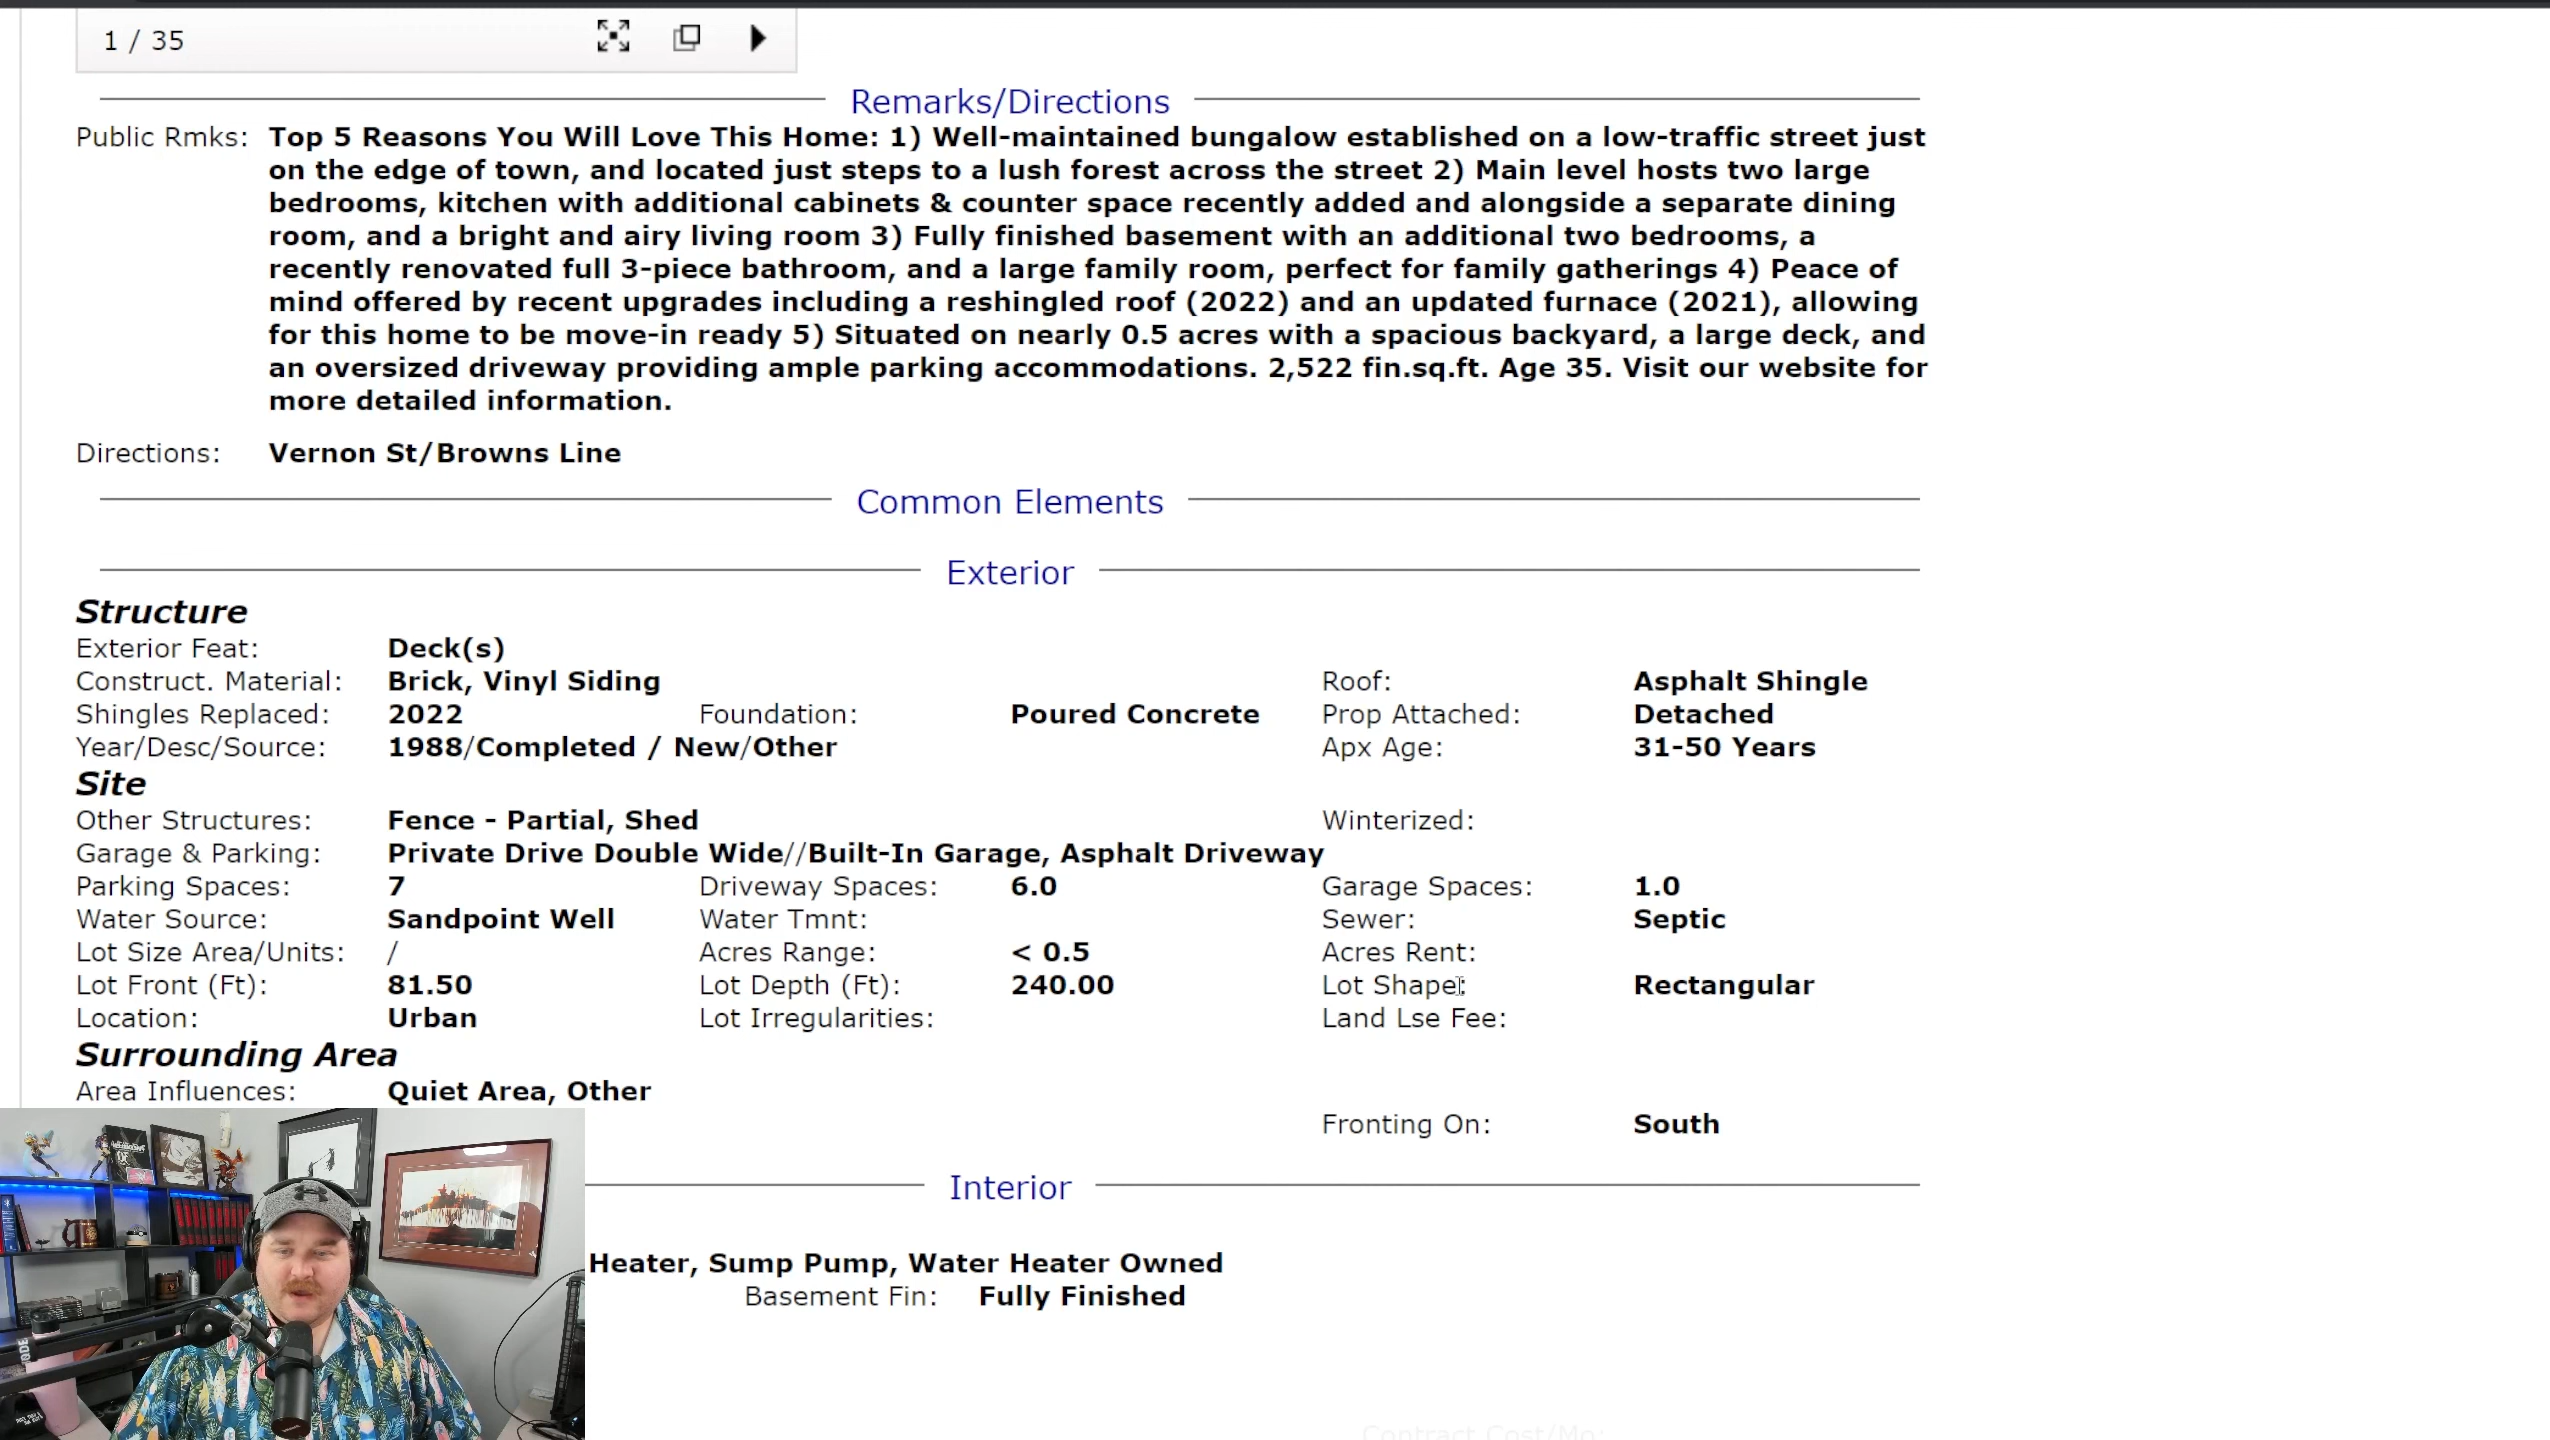 1 / 35
Remarks/Directions
Public Rmks: Top 5 Reasons You Will Love This Home: 1) Well-maintained bungalow established on a low-traffic street just
on the edge of town, and located just steps to a lush forest across the street 2) Main level hosts two large
bedrooms, kitchen with additional cabinets & counter space recently added and alongside a separate dining
room, and a bright and airy living room 3) Fully finished basement with an additional two bedrooms, a
recently renovated full 3-piece bathroom, and a large family room, perfect for family gatherings 4) Peace of
mind offered by recent upgrades including a reshingled roof (2022) and an updated furnace (2021), allowing
for this home to be move-in ready 5) Situated on nearly 0.5 acres with a spacious backyard, a large deck, and
an oversized driveway providing ample parking accommodations. 2,522 fin.sq.ft. Age 35. Visit our website for
more detailed information.
Directions: Vernon St/Browns Line
Common Elements
Exterior
Structure
Exterior Feat: Deck(s)
Construct. Material: Brick, Vinyl Siding Roof: Asphalt Shingle
Shingles Replaced: 2022 Foundation: Poured Concrete Prop Attached: Detached
Year/Desc/Source: 1988/Completed / New/Other Apx Age: 31-50 Years
Site
Other Structures: Fence - Partial, Shed Winterized:
Garage & Parking: Private Drive Double Wide//Built-In Garage, Asphalt Driveway
Parking Spaces: 7 Driveway Spaces: 6.0 Garage Spaces: 1.0
Water Source: Sandpoint Well Water Tmnt: Sewer: Septic
Lot Size Area/Units: / Acres Range: < 0.5 Acres Rent:
Lot Front (Ft): 81.50 Lot Depth (Ft): 240.00 Lot Shape: Rectangular
Location: Urban Lot Irregularities: Land Lse Fee:
Surrounding Area
Area Influences: Quiet Area, Other
Fronting On: South
Interior
Heater, Sump Pump, Water Heater Owned
Basement Fin: Fully Finished
Contract Cost/Mo: